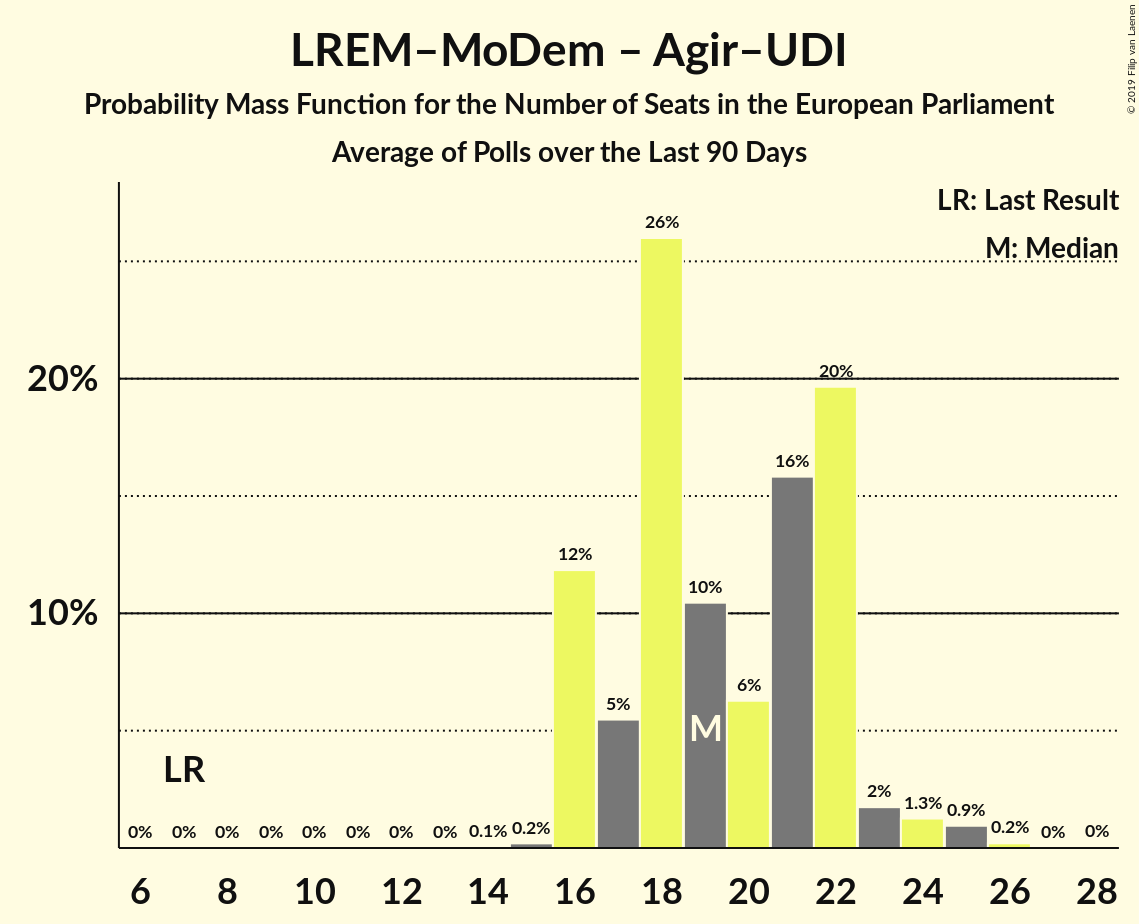 LREM–MoDem – Agir–UDI
Probability Mass Function for the Number of Seats in the European Parliament
Average of Polls over the Last 90 Days
© 2019 Filip van Laenen
LR: Last Result
M: Median
26%
20%
20%
16%
12%
10%
10%
6%
5%
M
LR
2%
1.3%
0.9%
0% 0% 0% 0% 0% 0% 0% 0% 0.1% 0.2% 0.2% 0% 0%
6 8 10 12 14 16 18 20 22 24 26 28